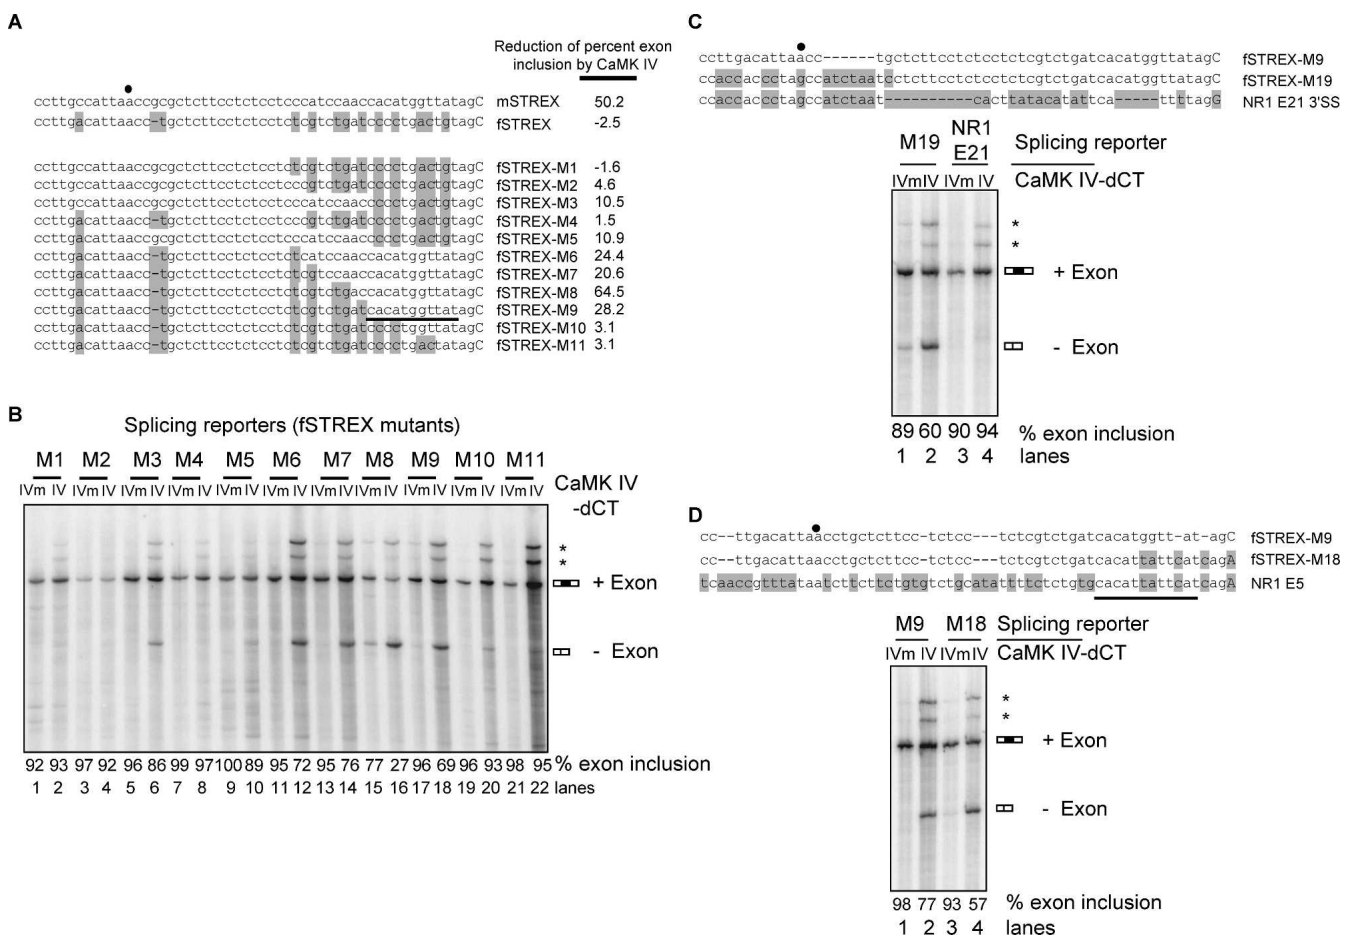 A
Reduction of percent exon
inclusion by CaMK IV
ccttgccattaaccgcgctcttcctctcctcccatccaaccacatggttatagC mSTREX 50.2
ccttgacattaacc-tgctcttcctctcctctcgtctgatcccctgactgtagC fSTREX -2.5
ccttgccattaaccgcgctcttcctctcctctcgtctgatcccctgactgtagC fSTREX-M1 -1.6
ccttgccattaaccgcgctcttcctctcctcccgtctgatcccctgactgtagC fSTREX-M2 4.6
ccttgccattaaccgcgctcttcctctcctcccatccaaccccctgactgtagC fSTREX-M3 10.5
ccttgacattaacc-tgctcttcctctcctcccgtctgatcccctgactgtagC fSTREX-M4 1.5
ccttgacattaaccgcgctcttcctctcctcccatccaaccccctgactgtagC fSTREX-M5 10.9
ccttgacattaacc-tgctcttcctctcctctcatccaaccacatggttatagC fSTREX-M6 24.4
ccttgacattaacc-tgctcttcctctcctctcgtccaaccacatggttatagC fSTREX-M7 20.6
ccttgacattaacc-tgctcttcctctcctctcgtctgaccacatggttatagC fSTREX-M8 64.5
ccttgacattaacc-tgctcttcctctcctctcgtctgatcacatggttatagC fSTREX-M9 28.2
ccttgacattaacc-tgctcttcctctcctctcgtctgatcccctggttatagC fSTREX-M10 3.1
ccttgacattaacc-tgctcttcctctcctctcgtctgatcccctgactatagC fSTREX-M11 3.1
B
Splicing reporters (fSTREX mutants)
M1 M2 M3 M4 M5 M6 M7 M8 M9 M10 M11
IVm IV IVm IV IVm IV IVm IV IVm IV IVm IV IVm IV IVm IV IVm IV IVm IV IVm IV CaMK IV
-dCT
*
*
+ Exon
- Exon
92 93 97 92 96 86 99 97 100 89 95 72 95 76 77 27 96 69 96 93 98 95 % exon inclusion
1 2 3 4 5 6 7 8 9 10 11 12 13 14 15 16 17 18 19 20 21 22 lanes
C
ccttgacattaacc------tgctcttcctctcctctcgtctgatcacatggttatagC fSTREX-M9
ccaccaccctagccatctaatcctcttcctctcctctcgtctgatcacatggttatagC fSTREX-M19
ccaccaccctagccatctaat----------cacttatacatattca-----ttttagG NR1 E21 3'SS
M19 NR1 E21 Splicing reporter
IVm IV IVm IV CaMK IV-dCT
*
*
+ Exon
- Exon
89 60 90 94 % exon inclusion
1 2 3 4 lanes
D
cc--ttgacattaacctgctcttcc-tctcc---tctcgtctgatcacatggtt-at-agC fSTREX-M9
cc--ttgacattaacctgctcttcc-tctcc---tctcgtctgatcacattattcatcagA fSTREX-M18
tcaaccgtttataatcttcttctgtgtctgcatattttctctgtgcacattattcatcagA NR1 E5
M9 M18 Splicing reporter
IVm IV IVm IV CaMK IV-dCT
*
*
+ Exon
- Exon
98 77 93 57 % exon inclusion
1 2 3 4 lanes